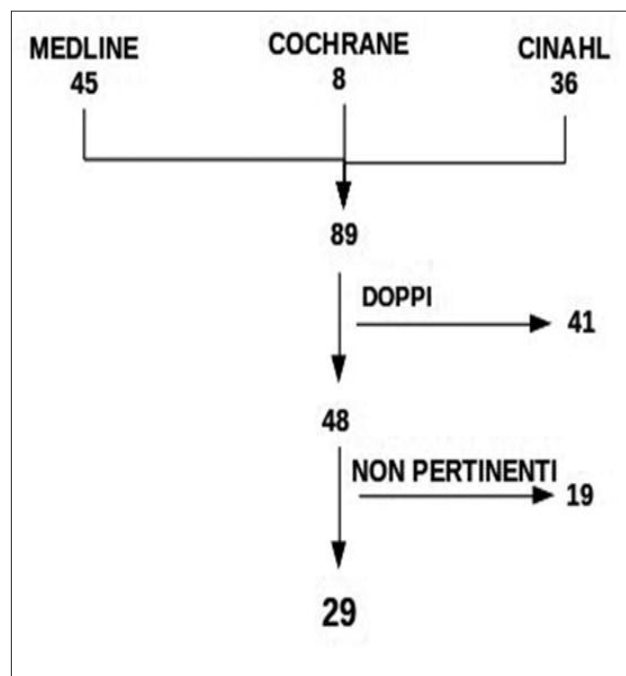 MEDLINE COCHRANE CINAHL
45 8 36
89
DOPPI
41
48
NON PERTINENTI
19
29